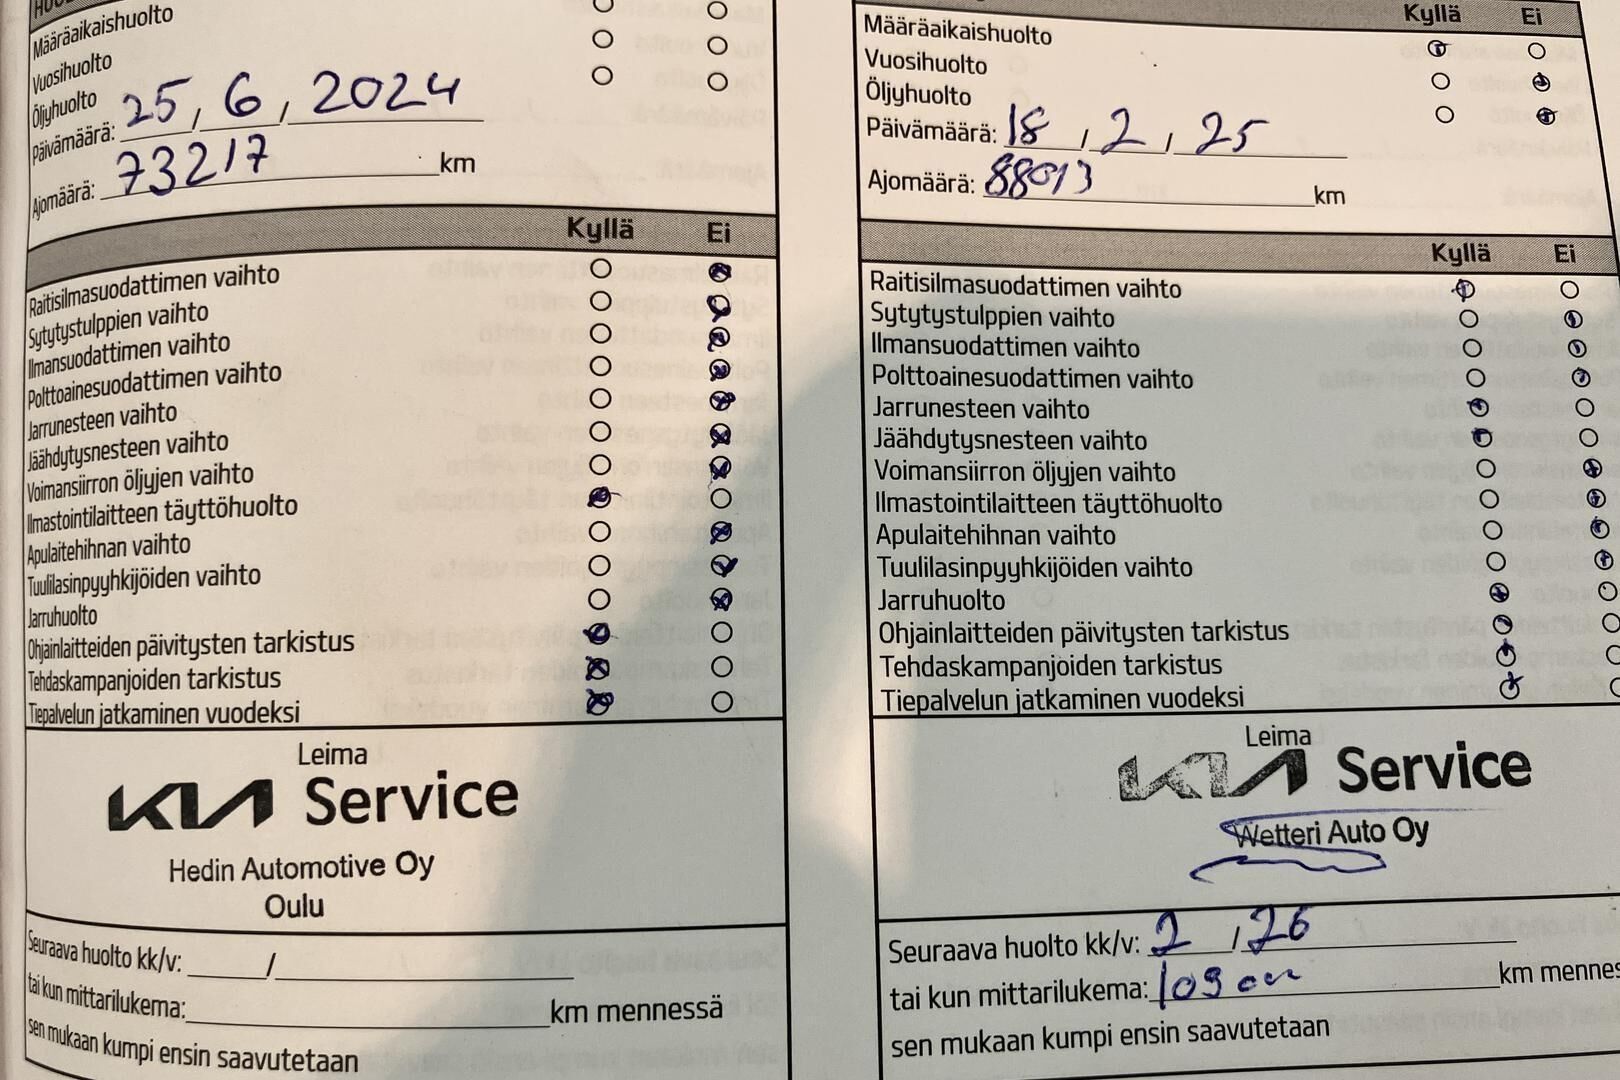 Määräaikaishuolto
Vuosihuolto
Öljyhuolto
Päivämäärä: 25, 6, 2024
Ajomäärä: 73217 km
Kyllä Ei
Raitisilmasuodattimen vaihto
Sytytystulppien vaihto
Ilmansuodattimen vaihto
Polttoainesuodattimen vaihto
Jarrunesteen vaihto
Jäähdytysnesteen vaihto
Voimansiirron öljyjen vaihto
Ilmastointilaitteen täyttöhuolto
Apulaitehihnan vaihto
Tuulilasinpyyhkijöiden vaihto
Jarruhuolto
Ohjainlaitteiden päivitysten tarkistus
Tehdaskampanjoiden tarkistus
Tiepalvelun jatkaminen vuodeksi
Leima
KIA Service
Hedin Automotive Oy
Oulu
Seuraava huolto kk/v: /
tai kun mittarilukema: km mennessä
sen mukaan kumpi ensin saavutetaan
Kyllä Ei
Määräaikaishuolto
Vuosihuolto
Öljyhuolto
Päivämäärä: 18 / 2 / 25
Ajomäärä: 88013 km
Kyllä Ei
Raitisilmasuodattimen vaihto
Sytytystulppien vaihto
Ilmansuodattimen vaihto
Polttoainesuodattimen vaihto
Jarrunesteen vaihto
Jäähdytysnesteen vaihto
Voimansiirron öljyjen vaihto
Ilmastointilaitteen täyttöhuolto
Apulaitehihnan vaihto
Tuulilasinpyyhkijöiden vaihto
Jarruhuolto
Ohjainlaitteiden päivitysten tarkistus
Tehdaskampanjoiden tarkistus
Tiepalvelun jatkaminen vuodeksi
Leima
KIA Service
Wetteri Auto Oy
Seuraava huolto kk/v: 2 / 26
tai kun mittarilukema: km mennes
sen mukaan kumpi ensin saavutetaan